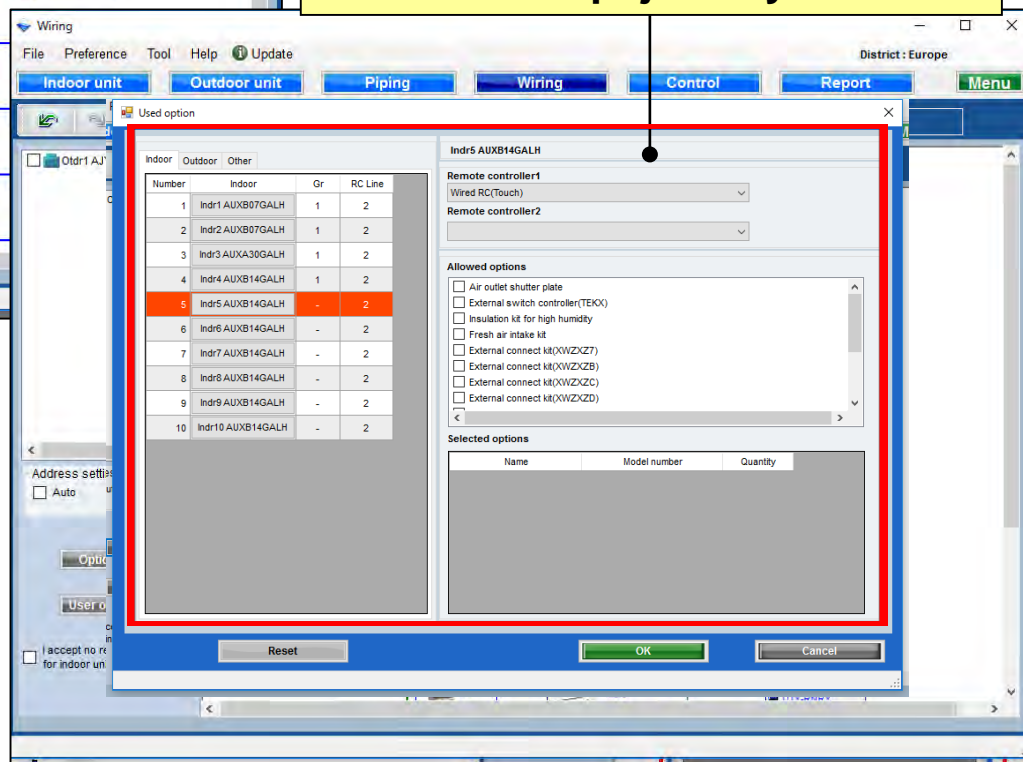 Wiring
File Preference Tool Help Update
District : Europe
Indoor unit Outdoor unit Piping Wiring Control Report Menu
Used option
Otdr1 AJ
Indoor Outdoor Other
Indr5 AUXB14GALH
Number Indoor Gr RC Line
1 Indr1 AUXB07GALH 1 2
2 Indr2 AUXB07GALH 1 2
3 Indr3 AUXA30GALH 1 2
4 Indr4 AUXB14GALH 1 2
5 Indr5 AUXB14GALH - 2
6 Indr6 AUXB14GALH - 2
7 Indr7 AUXB14GALH - 2
8 Indr8 AUXB14GALH - 2
9 Indr9 AUXB14GALH - 2
10 Indr10 AUXB14GALH - 2
Remote controller1
Wired RC(Touch)
Remote controller2
Allowed options
Air outlet shutter plate
External switch controller(TEKX)
Insulation kit for high humidity
Fresh air intake kit
External connect kit(XWZXZ7)
External connect kit(XWZXZB)
External connect kit(XWZXZC)
External connect kit(XWZXZD)
Selected options
Name Model number Quantity
Address setti
Auto
Optio
User o
I accept no re
for indoor un
Reset OK Cancel